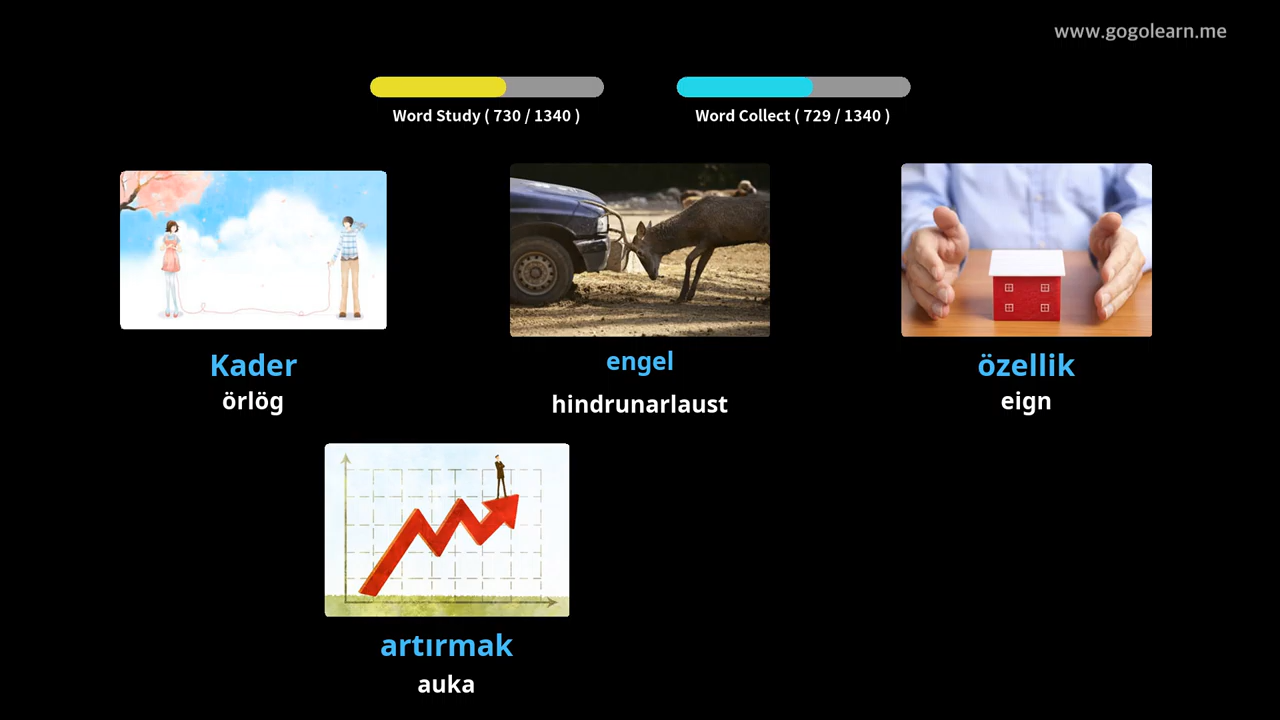 www.gogolearn.me
Word Study ( 730 / 1340 )
Word Collect ( 729 / 1340 )
Kader
örlög
engel
hindrunarlaust
özellik
eign
artırmak
auka